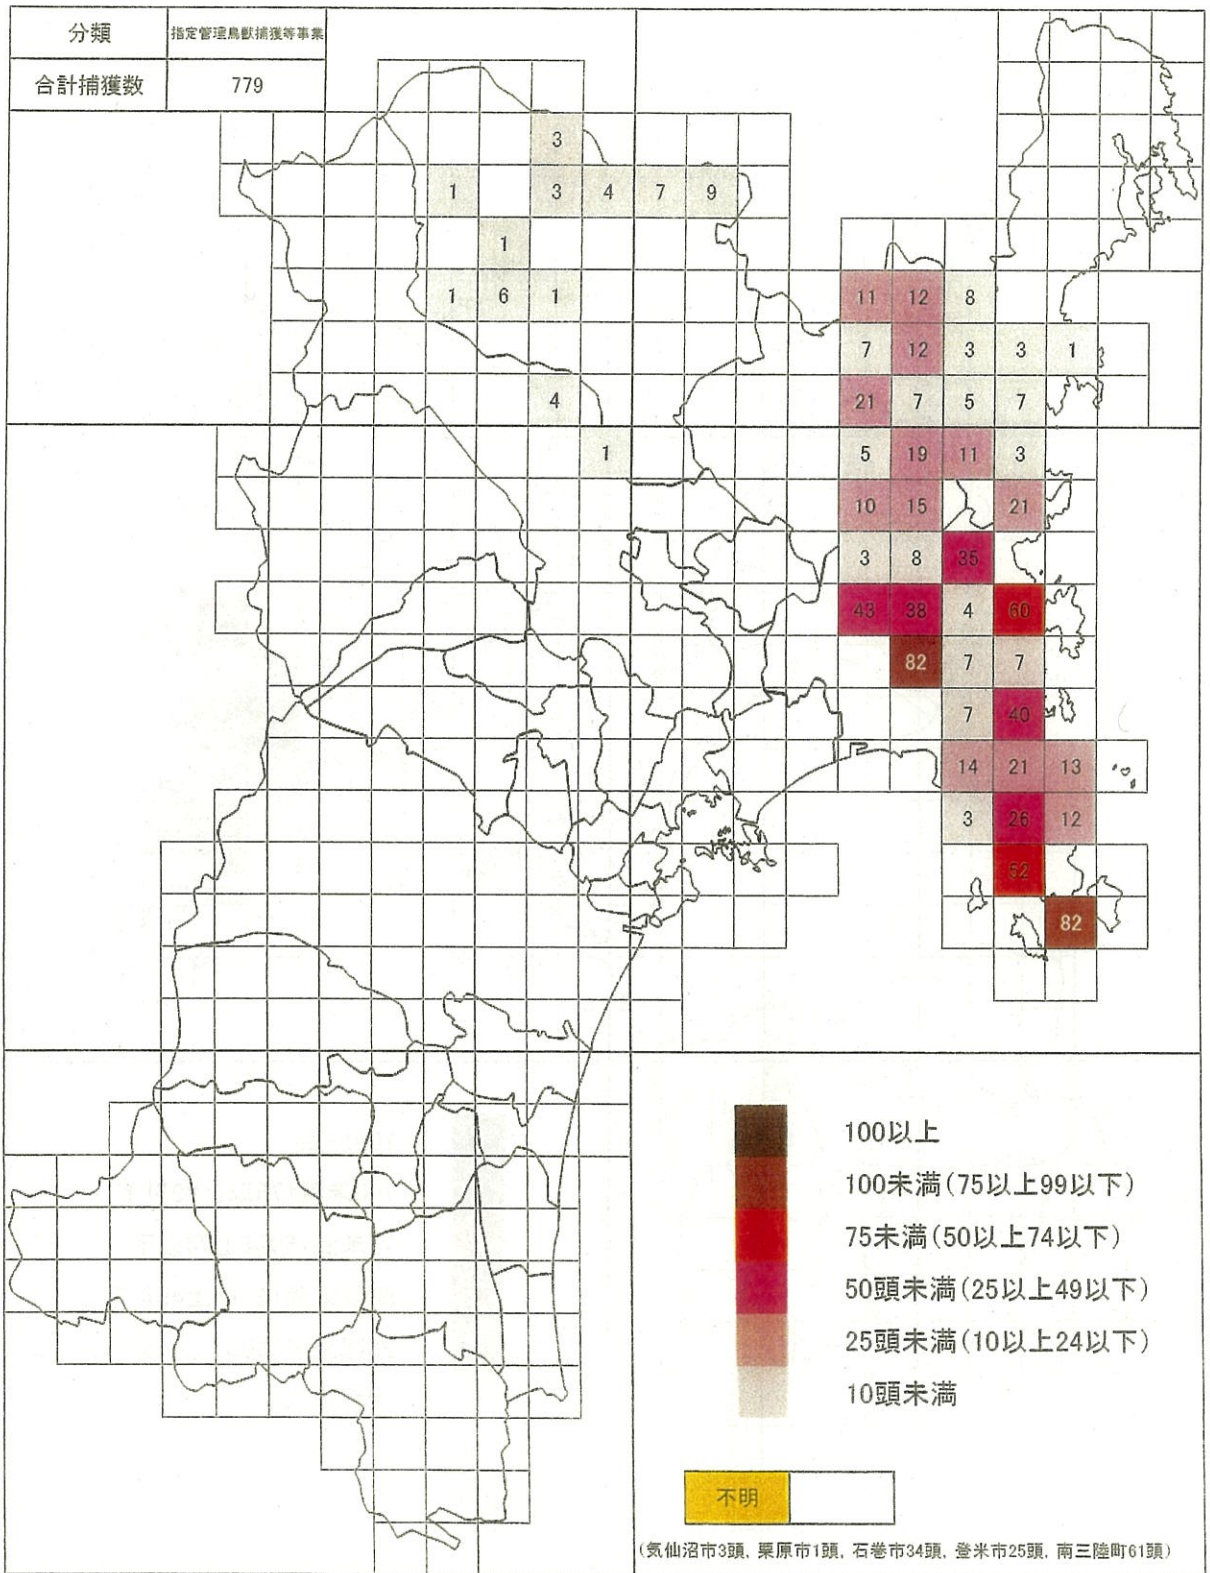 分類 指定管理鳥獣捕獲等事業
合計捕獲数 779
3
1 3 4 7 9
1
1 6 1 11 12 8
7 12 3 3 1
4 21 7 5 7
1 5 19 11 3
10 15 21
3 8 35
43 38 4 60
82 7 7
7 40
14 21 13
3 26 12
52
82
100以上
100未満(75以上99以下)
75未満(50以上74以下)
50頭未満(25以上49以下)
25頭未満(10以上24以下)
10頭未満
不明
(気仙沼市3頭, 栗原市1頭, 石巻市34頭, 登米市25頭, 南三陸町61頭)